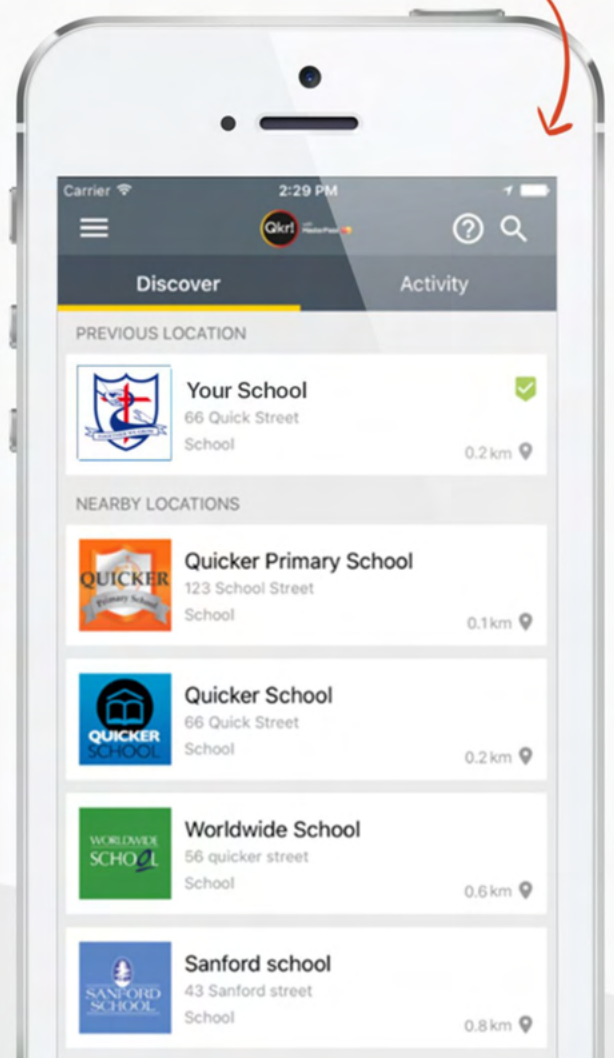 Carrier
2:29 PM
Qkr! with MasterPass
Discover
Activity
PREVIOUS LOCATION
Your School
66 Quick Street
School
0.2 km
NEARBY LOCATIONS
QUICKER
Primary School
Quicker Primary School
123 School Street
School
0.1 km
QUICKER
SCHOOL
Quicker School
66 Quick Street
School
0.2 km
WORLDWIDE
SCHOOL
Worldwide School
56 quicker street
School
0.6 km
SANFORD
SCHOOL
Sanford school
43 Sanford street
School
0.8 km